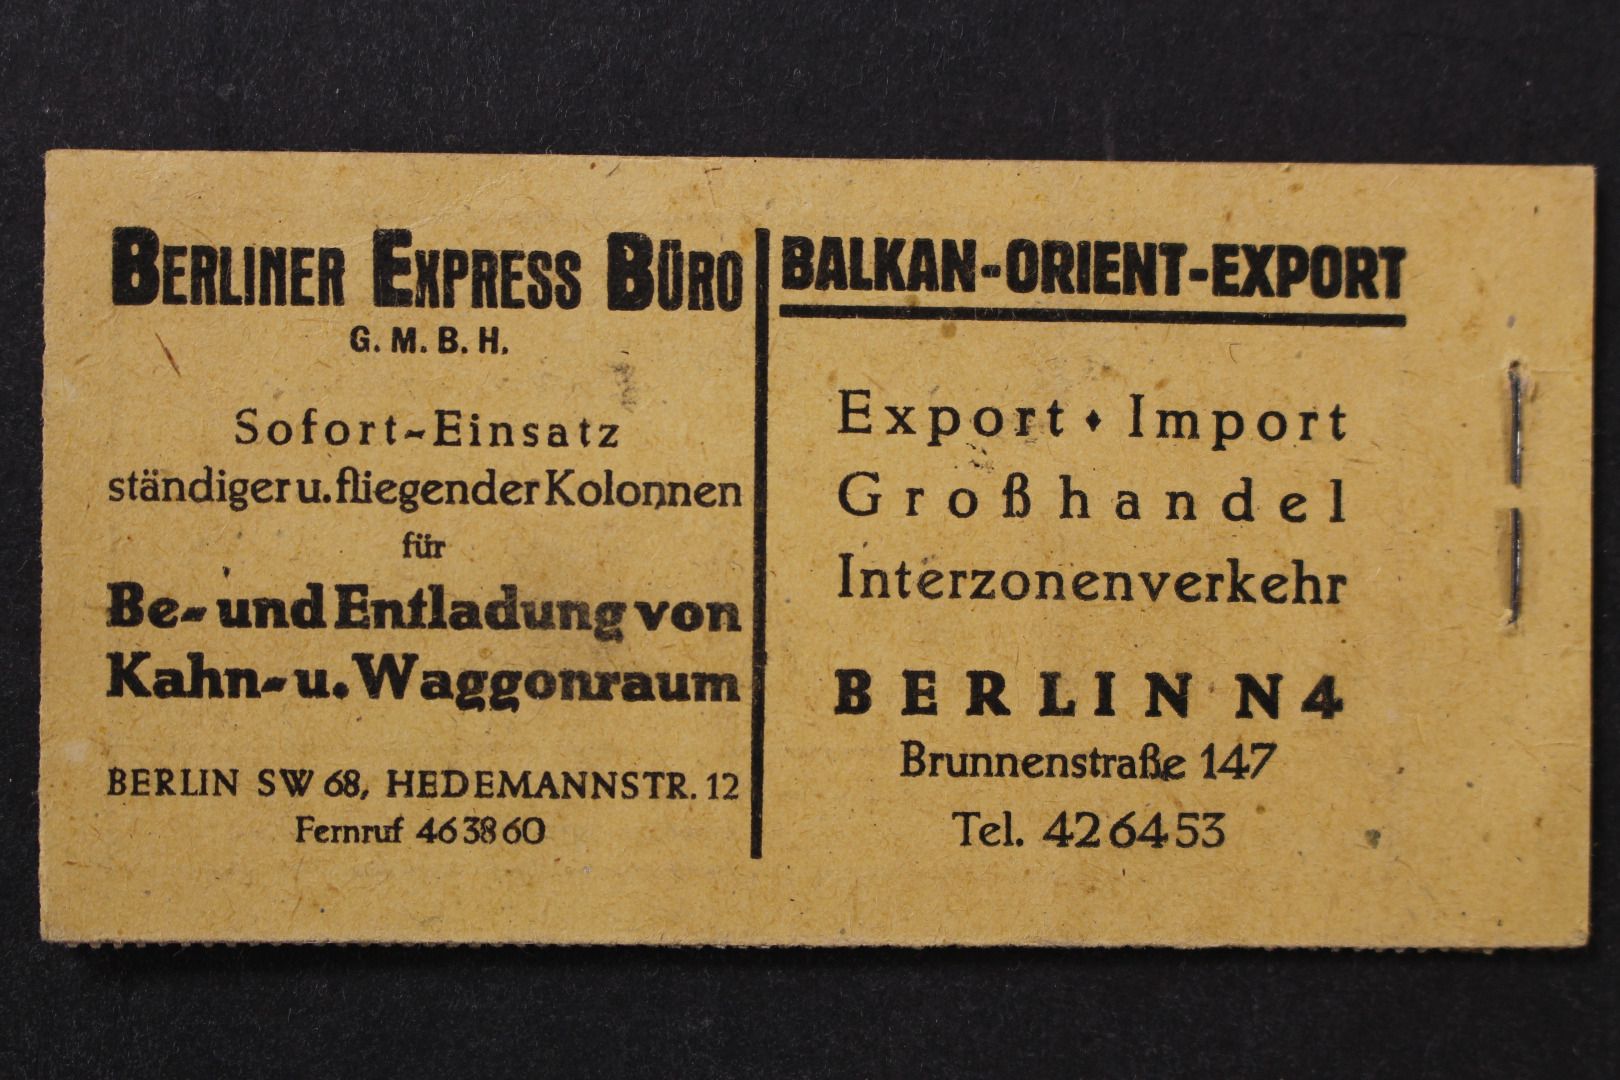 BERLINER EXPRESS BÜRO
G. M. B. H.
Sofort-Einsatz
ständiger u. fliegender Kolonnen
für
Be- und Entladung von
Kahn- u. Waggonraum
BERLIN SW 68, HEDEMANNSTR. 12
Fernruf 46 38 60
BALKAN-ORIENT-EXPORT
Export ♦ Import
Großhandel
Interzonenverkehr
BERLIN N 4
Brunnenstraße 147
Tel. 42 64 53